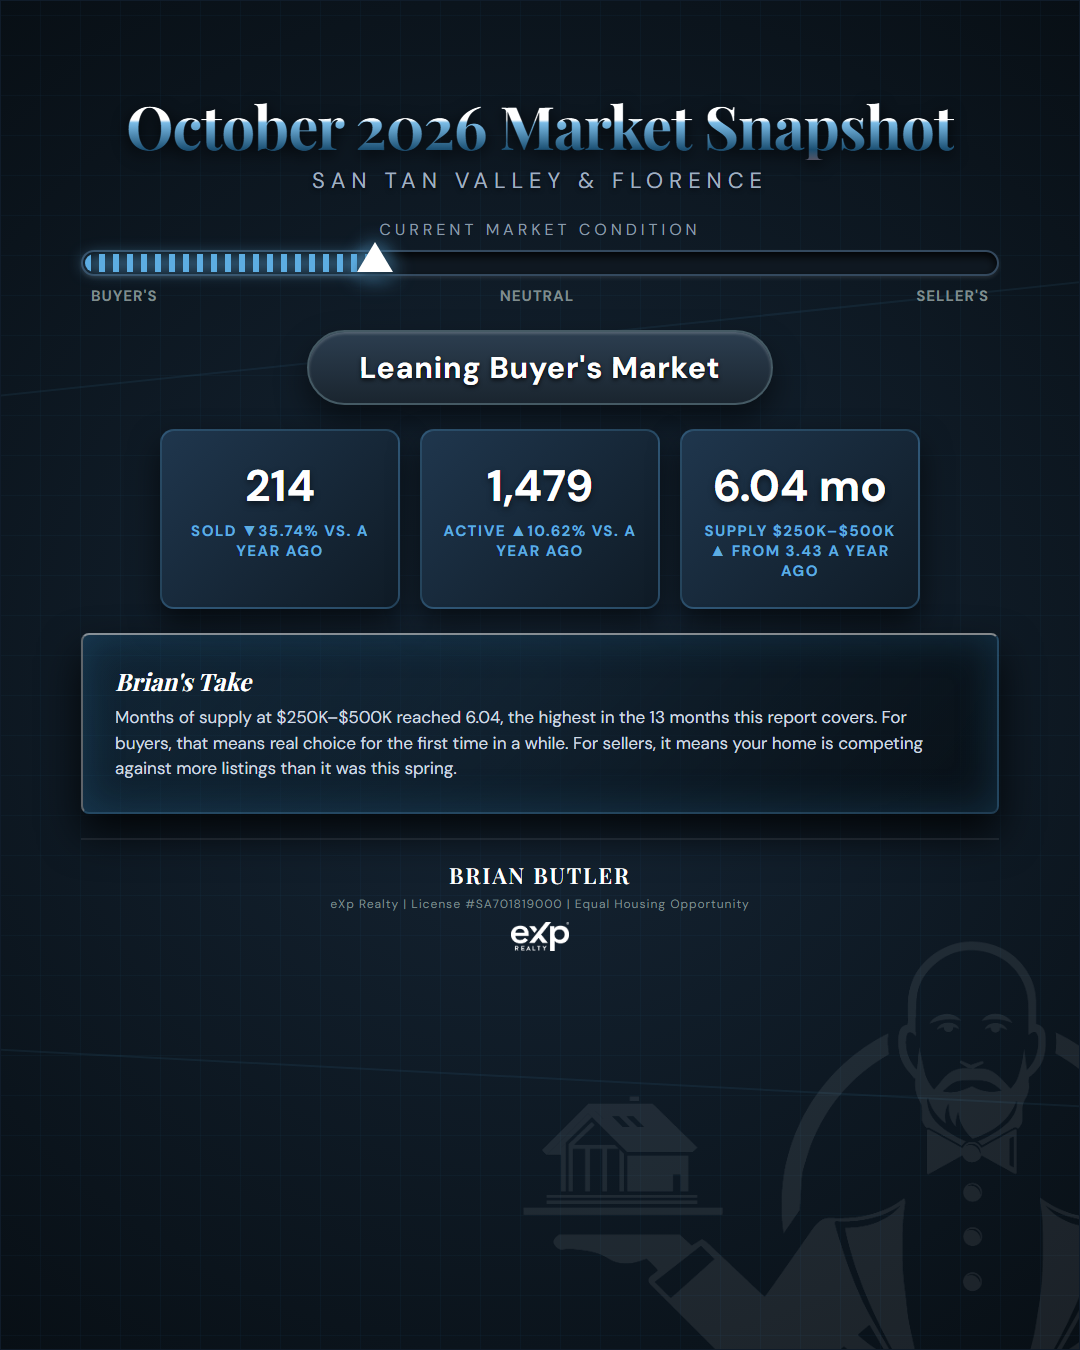 October 2026 Market Snapshot
SAN TAN VALLEY & FLORENCE
CURRENT MARKET CONDITION
BUYER'S NEUTRAL SELLER'S
Leaning Buyer's Market
214
SOLD ▼35.74% VS. A
YEAR AGO
1,479
ACTIVE ▲10.62% VS. A
YEAR AGO
6.04 mo
SUPPLY $250K–$500K
▲ FROM 3.43 A YEAR
AGO
Brian's Take
Months of supply at $250K–$500K reached 6.04, the highest in the 13 months this report covers. For
buyers, that means real choice for the first time in a while. For sellers, it means your home is competing
against more listings than it was this spring.
BRIAN BUTLER
eXp Realty | License #SA701819000 | Equal Housing Opportunity
eXp
REALTY